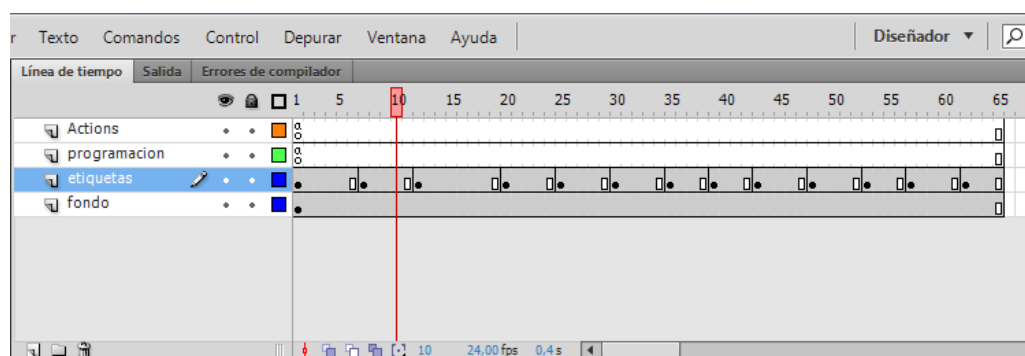 r Texto Comandos Control Depurar Ventana Ayuda Diseñador
Línea de tiempo Salida Errores de compilador
1 5 10 15 20 25 30 35 40 45 50 55 60 65
Actions
programacion
etiquetas
fondo
10 24,00 fps 0,4 s